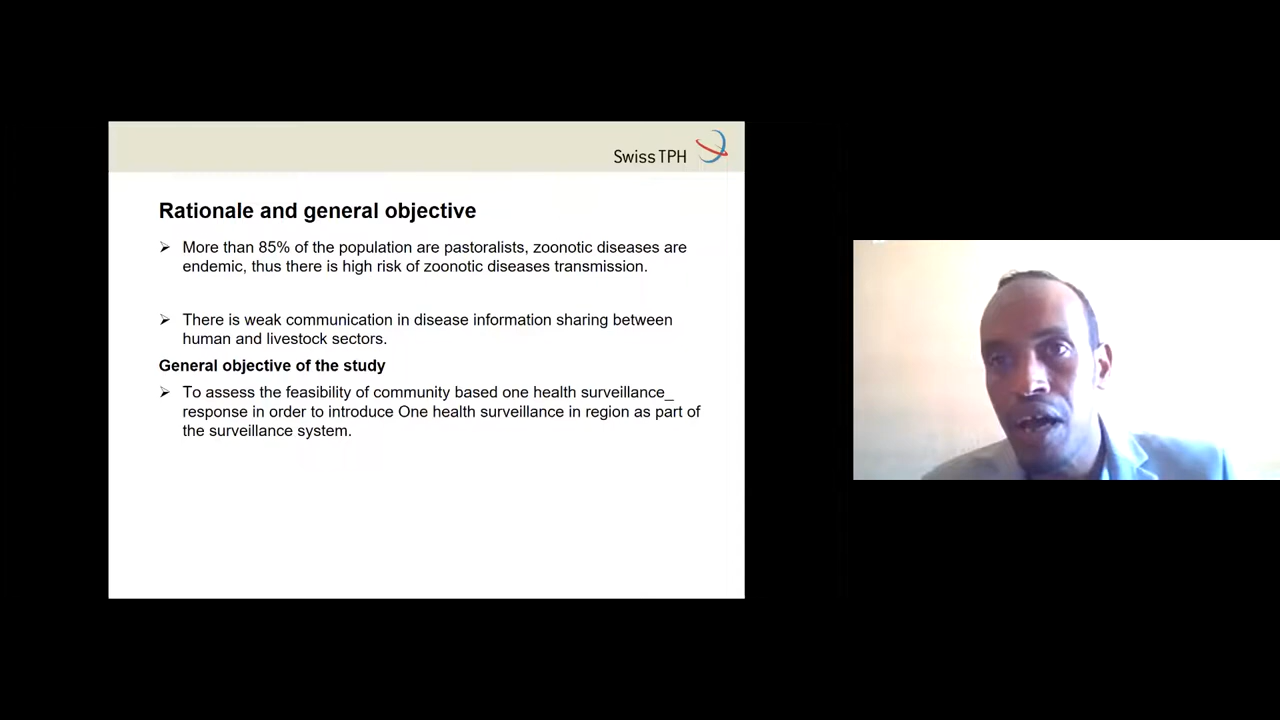 Swiss TPH
Rationale and general objective
➢ More than 85% of the population are pastoralists, zoonotic diseases are
endemic, thus there is high risk of zoonotic diseases transmission.
➢ There is weak communication in disease information sharing between
human and livestock sectors.
General objective of the study
➢ To assess the feasibility of community based one health surveillance_
response in order to introduce One health surveillance in region as part of
the surveillance system.